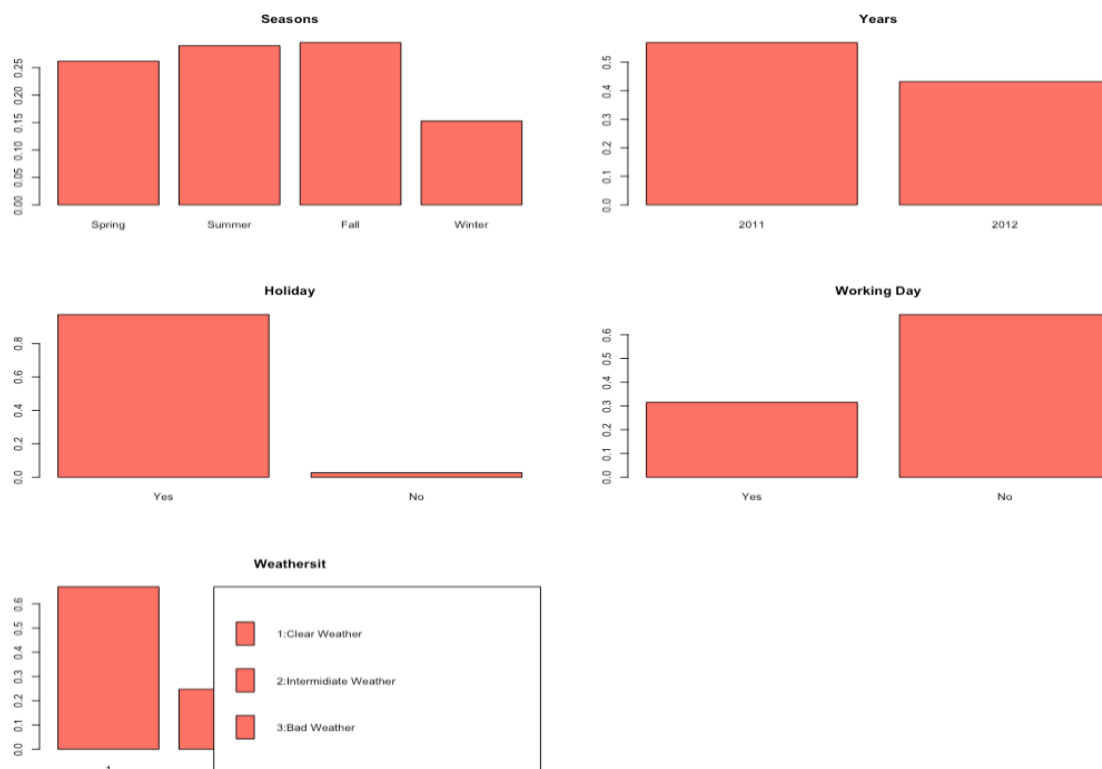 Seasons
0.00 0.05 0.10 0.15 0.20 0.25
Spring Summer Fall Winter
Years
0.0 0.1 0.2 0.3 0.4 0.5
2011 2012
Holiday
0.0 0.2 0.4 0.6 0.8
Yes No
Working Day
0.0 0.1 0.2 0.3 0.4 0.5 0.6
Yes No
Weathersit
0.0 0.1 0.2 0.3 0.4 0.5 0.6
1:Clear Weather
2:Intermidiate Weather
3:Bad Weather
1